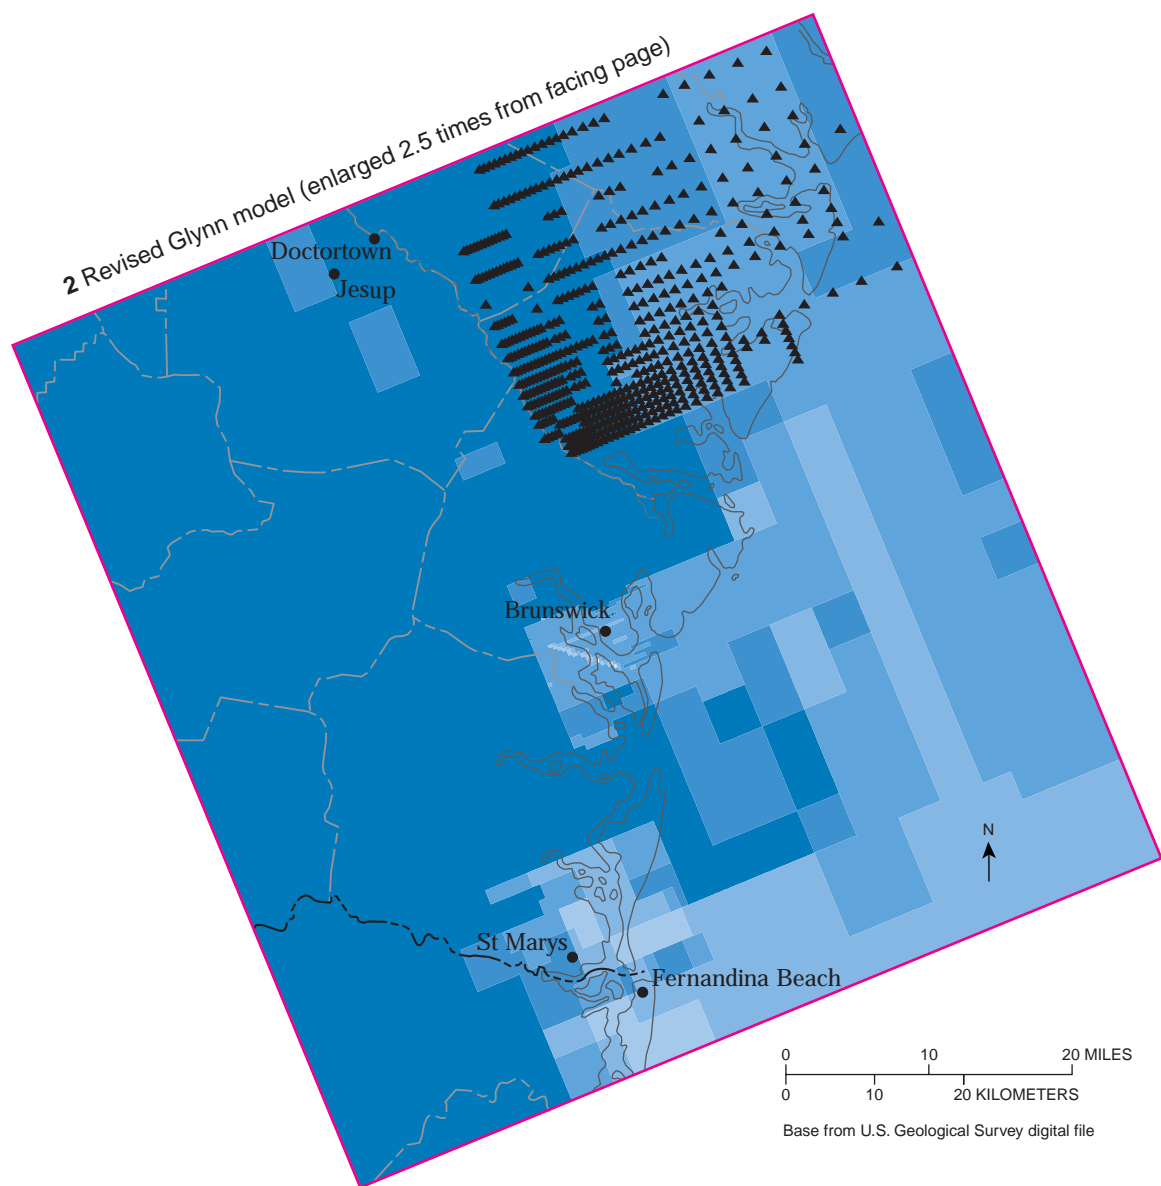 2 Revised Glynn model (enlarged 2.5 times from facing page)
Doctortown
Jesup
Brunswick
N
St Marys
Fernandina Beach
0 10 20 MILES
0 10 20 KILOMETERS
Base from U.S. Geological Survey digital file